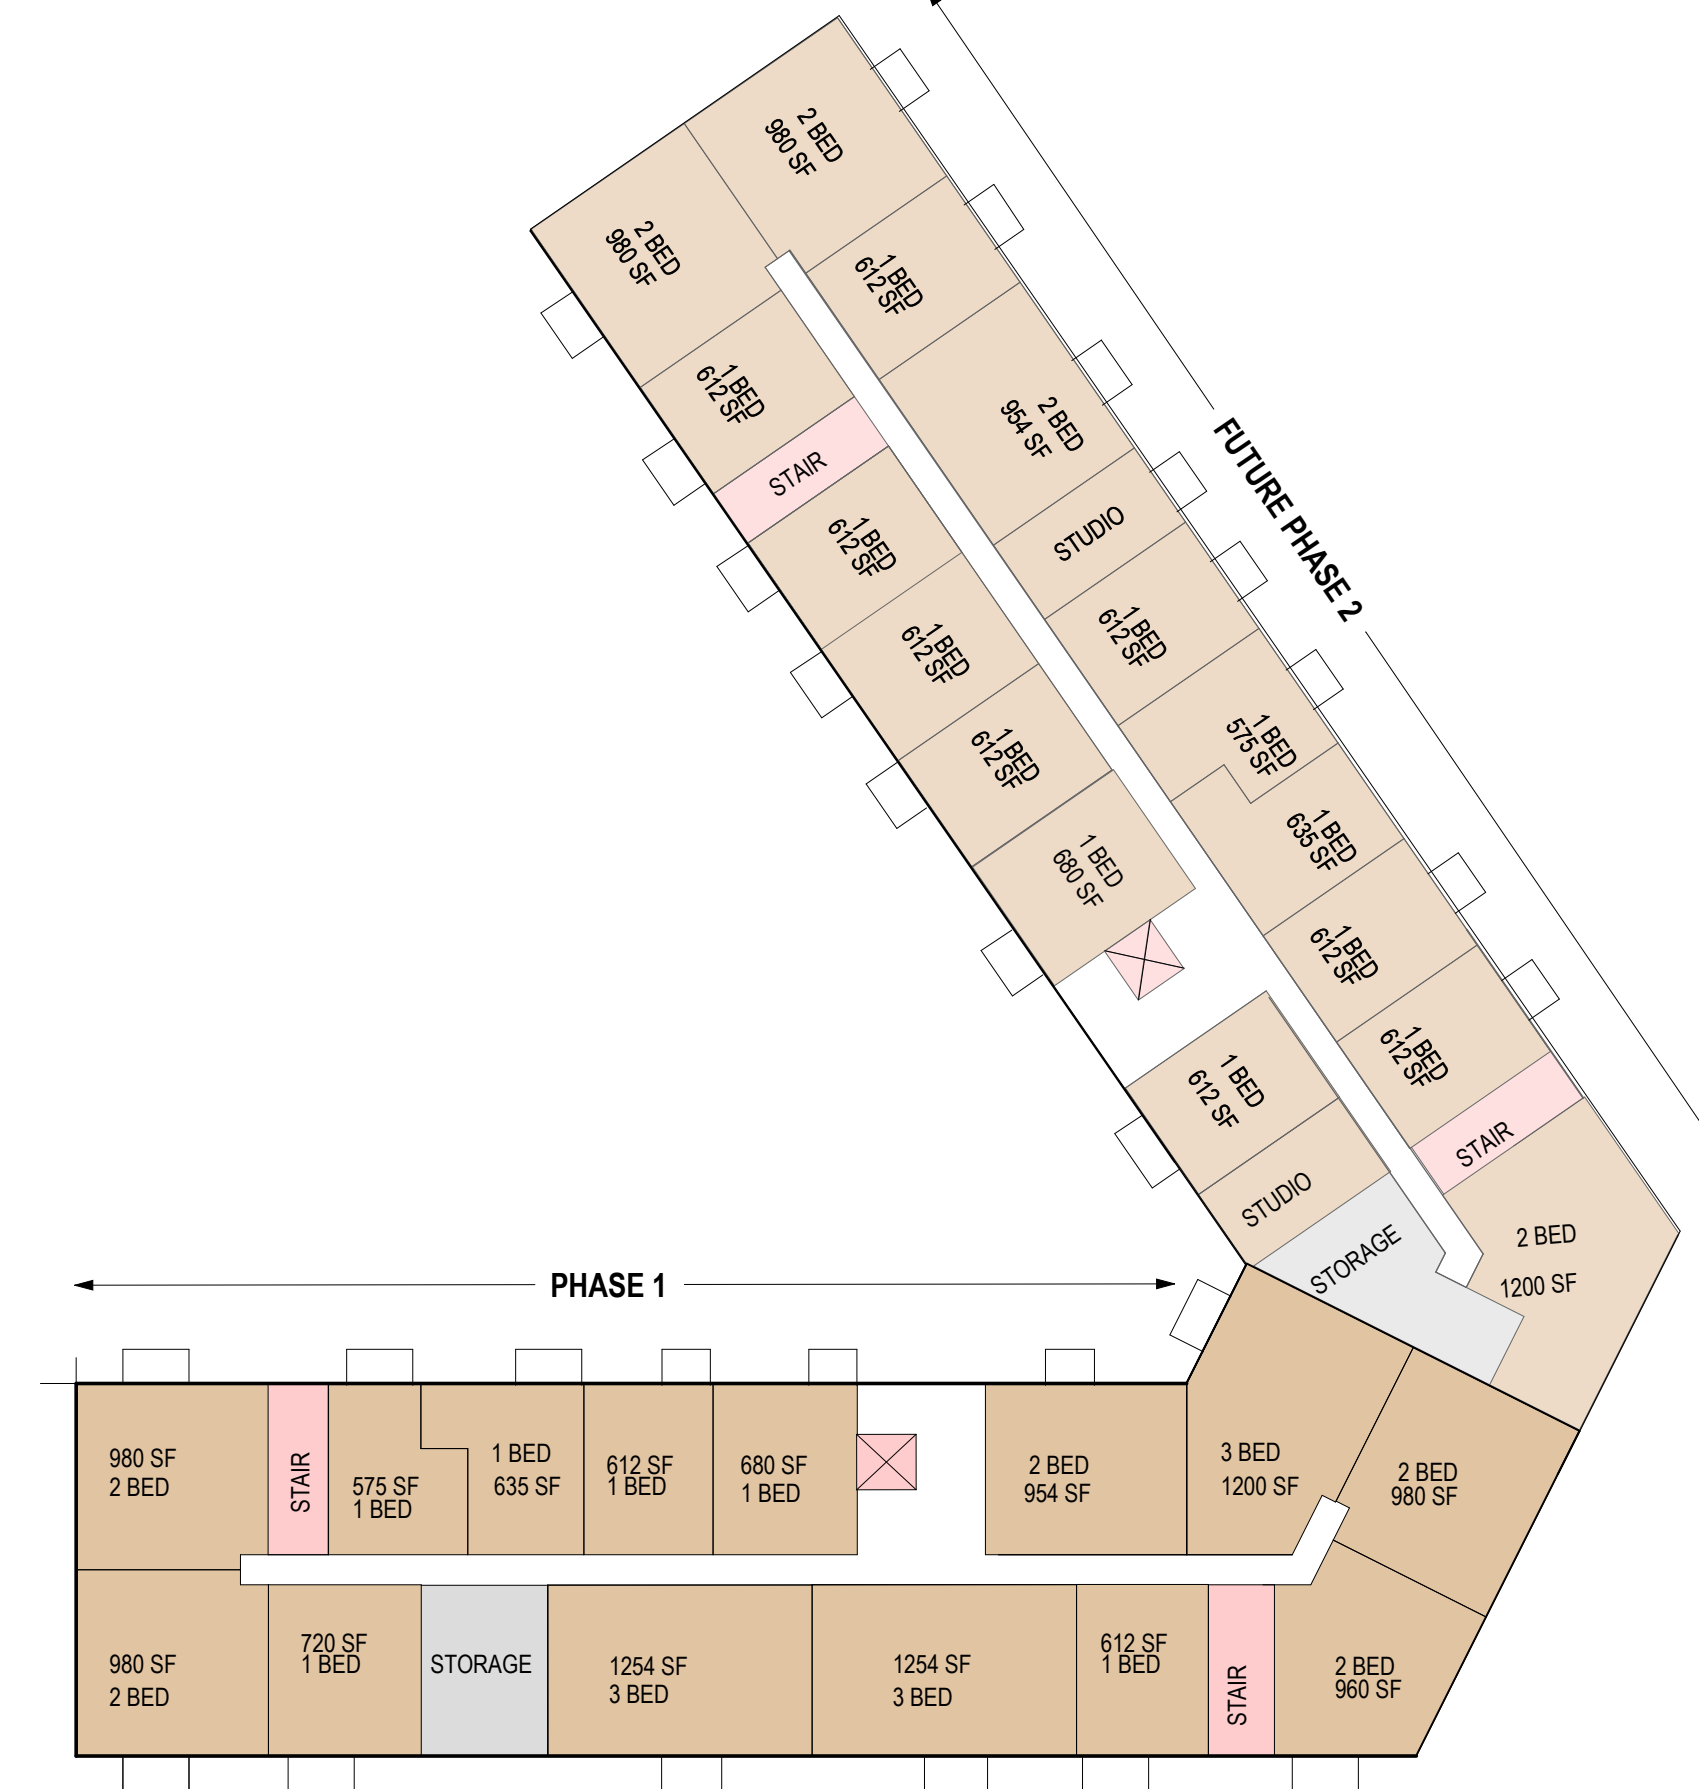 2 BED
980 SF
2 BED
980 SF
1 BED
612 SF
1 BED
612 SF
2 BED
954 SF
STAIR
STUDIO
1 BED
612 SF
FUTURE PHASE 2
1 BED
612 SF
1 BED
612 SF
1 BED
612 SF
1 BED
575 SF
1 BED
635 SF
1 BED
680 SF
1 BED
612 SF
1 BED
612 SF
1 BED
612 SF
STAIR
STUDIO
STORAGE
2 BED
1200 SF
PHASE 1
980 SF
2 BED
STAIR
575 SF
1 BED
1 BED
635 SF
612 SF
1 BED
680 SF
1 BED
2 BED
954 SF
3 BED
1200 SF
2 BED
980 SF
980 SF
2 BED
720 SF
1 BED
STORAGE
1254 SF
3 BED
1254 SF
3 BED
612 SF
1 BED
STAIR
2 BED
960 SF